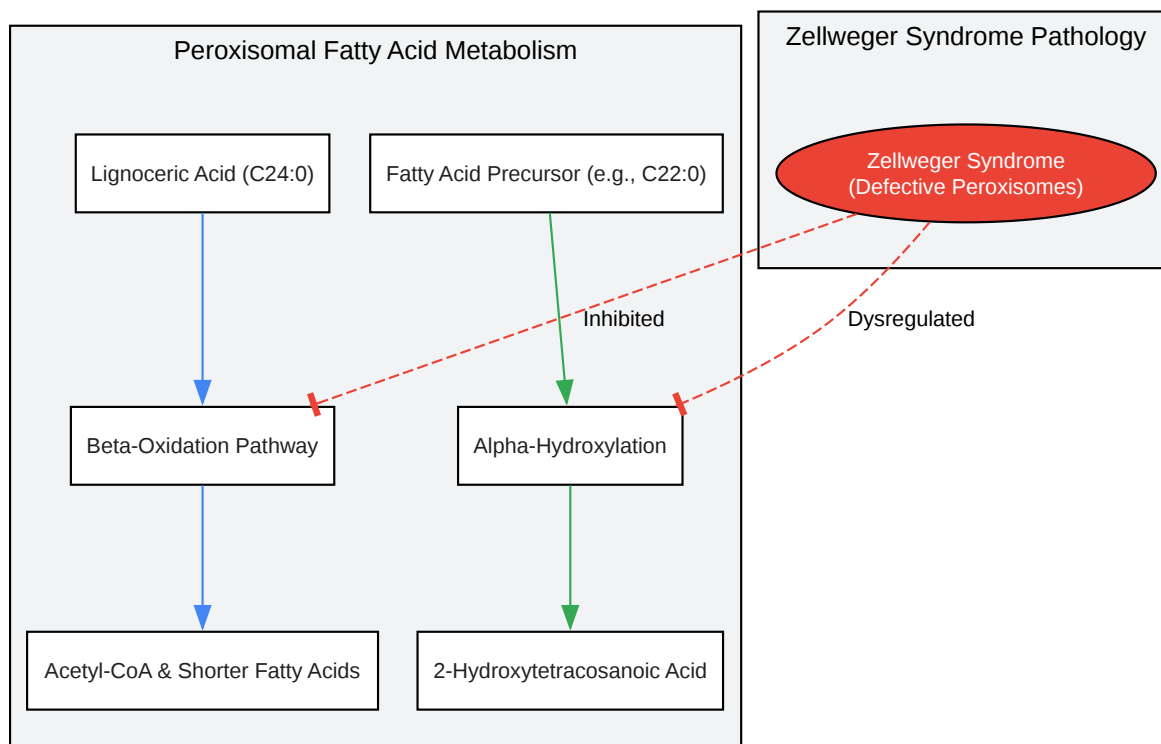 Peroxisomal Fatty Acid Metabolism
Zellweger Syndrome Pathology
Lignoceric Acid (C24:0)
Fatty Acid Precursor (e.g., C22:0)
Zellweger Syndrome
(Defective Peroxisomes)
Inhibited
Dysregulated
Beta-Oxidation Pathway
Alpha-Hydroxylation
Acetyl-CoA & Shorter Fatty Acids
2-Hydroxytetracosanoic Acid